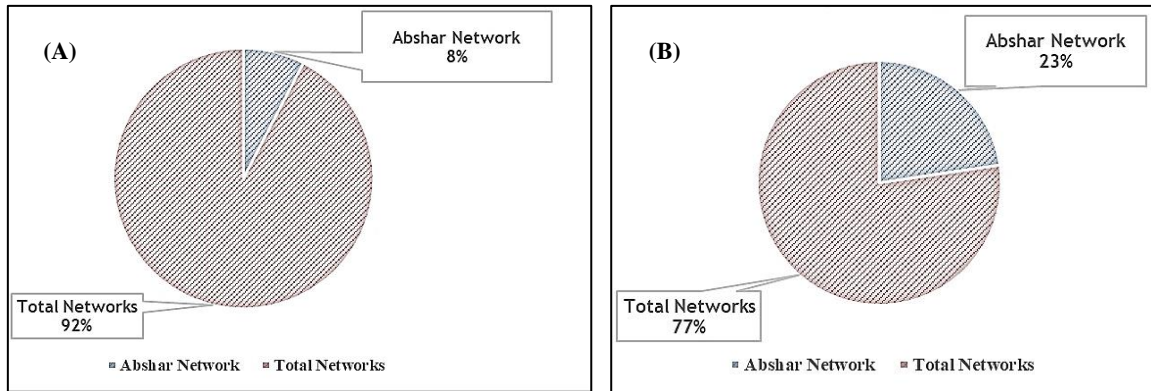 (A)
Abshar Network
8%
Total Networks
92%
Abshar Network Total Networks
(B)
Abshar Network
23%
Total Networks
77%
Abshar Network Total Networks